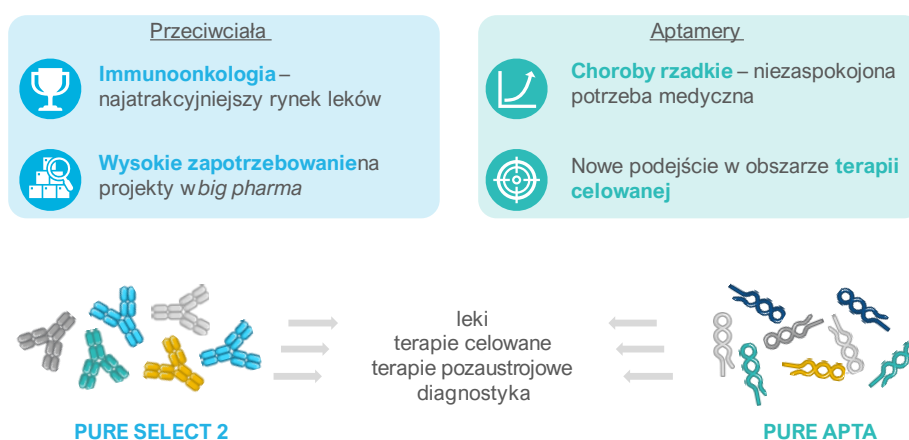 Przeciwciała
Immunoonkologia –
najatrakcyjniejszy rynek leków
Wysokie zapotrzebowaniena
projekty w big pharma
Aptamery
Choroby rzadkie – niezaspokojona
potrzeba medyczna
Nowe podejście w obszarze terapii
celowanej
leki
terapie celowane
terapie pozaustrojowe
diagnostyka
PURE SELECT 2
PURE APTA